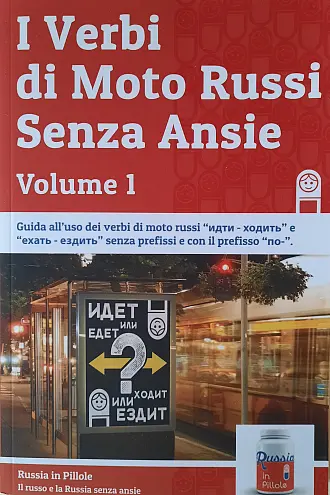 I Verbi
di Moto Russi
Senza Ansie
Volume 1
Guida all'uso dei verbi di moto russi “идти - ходить” e
“ехать - ездить” senza prefissi e con il prefisso “по-”.
ИДЕТ
или
ЕДЕТ
?
ХОДИТ
ИЛИ
ЕЗДИТ
Russia
in
Pillole
Russia in Pillole
Il russo e la Russia senza ansie